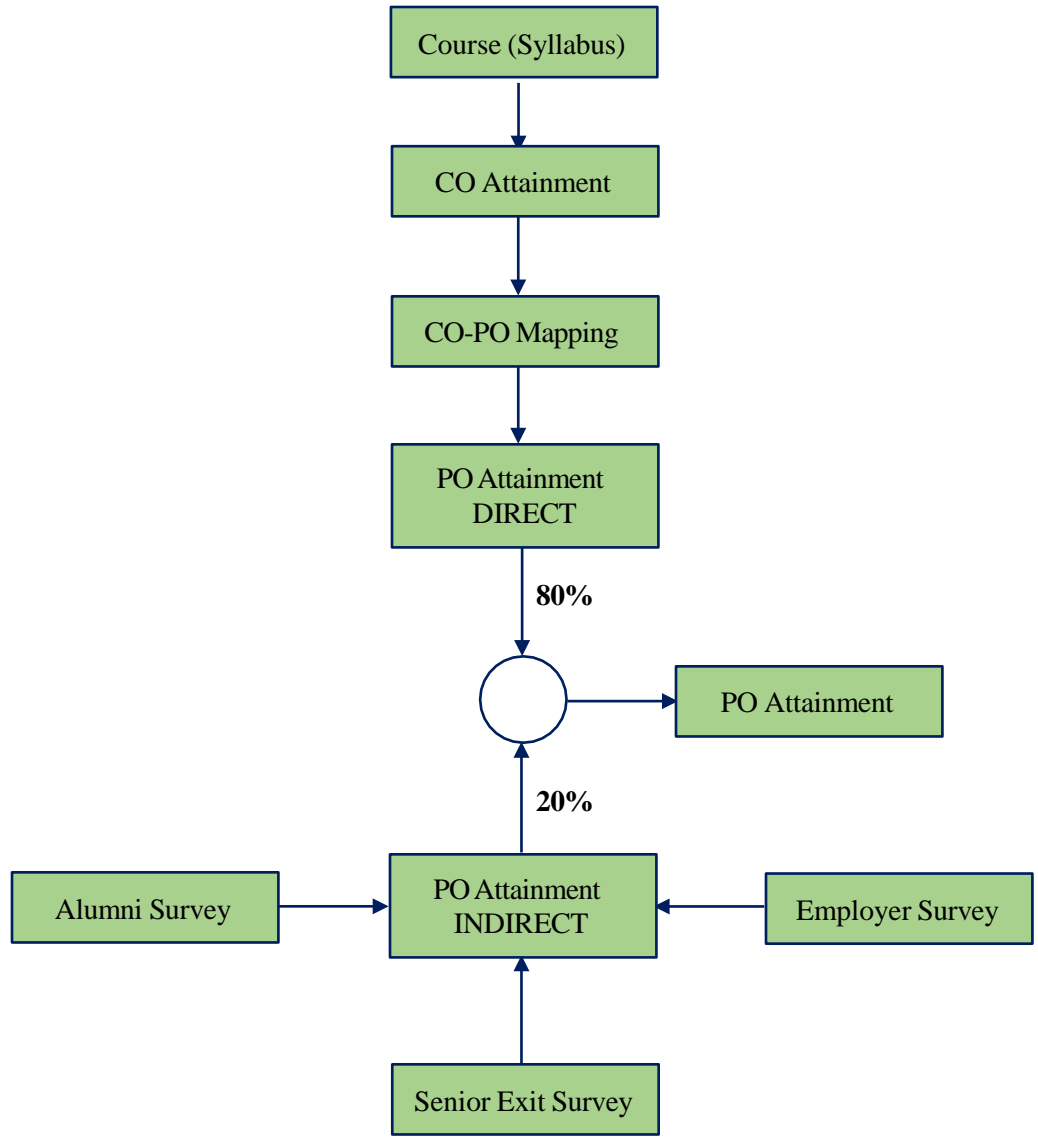 Course (Syllabus)
CO Attainment
CO-PO Mapping
PO Attainment
DIRECT
80%
PO Attainment
20%
Alumni Survey
PO Attainment
INDIRECT
Employer Survey
Senior Exit Survey